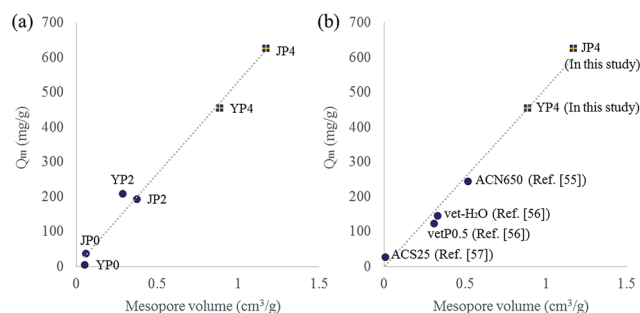 (a)
700
600
500
400
300
200
100
0
Qm (mg/g)
0 0.5 1 1.5
Mesopore volume (cm³/g)
JP4
YP4
YP2
JP2
JP0
YP0
(b)
700
600
500
400
300
200
100
0
Qm (mg/g)
0 0.5 1 1.5
Mesopore volume (cm³/g)
JP4
(In this study)
YP4 (In this study)
ACN650 (Ref. [55])
vet-H2O (Ref. [56])
vetP0.5 (Ref. [56])
ACS25 (Ref. [57])